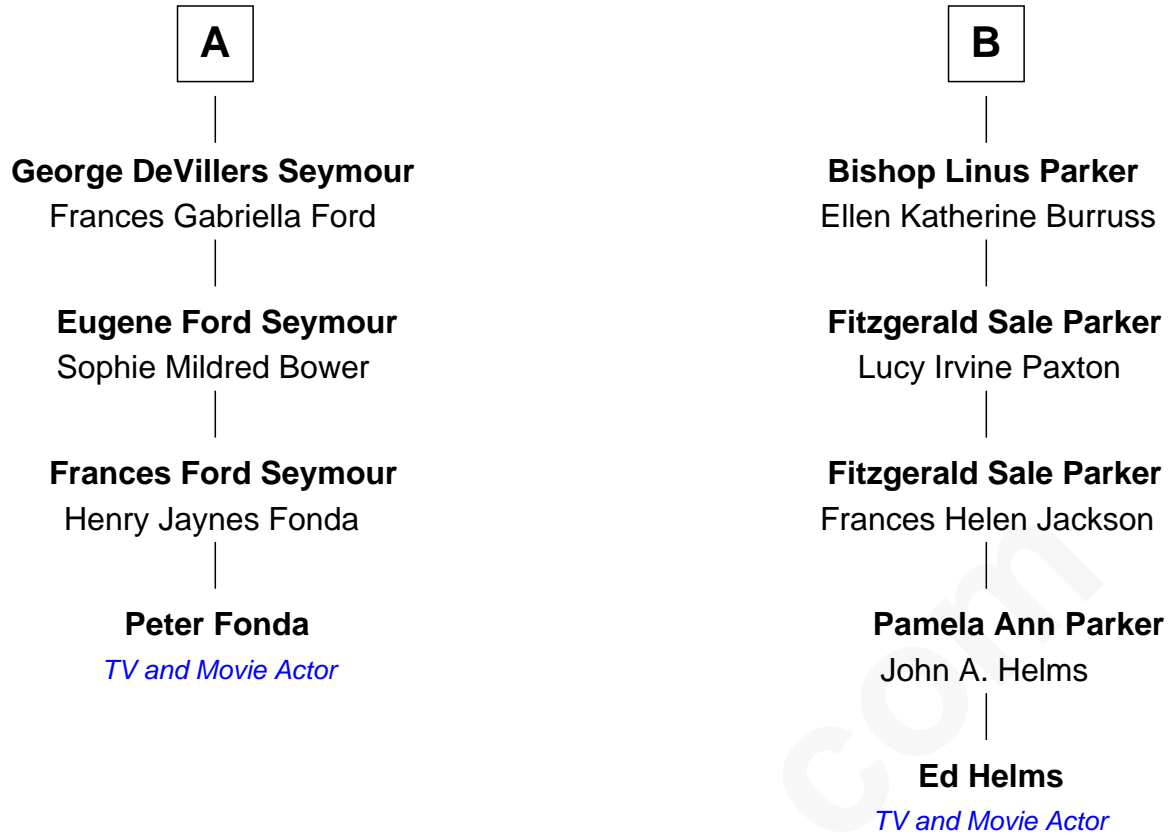 A
George DeVillers Seymour
Frances Gabriella Ford
Eugene Ford Seymour
Sophie Mildred Bower
Frances Ford Seymour
Henry Jaynes Fonda
Peter Fonda
TV and Movie Actor
B
Bishop Linus Parker
Ellen Katherine Burruss
Fitzgerald Sale Parker
Lucy Irvine Paxton
Fitzgerald Sale Parker
Frances Helen Jackson
Pamela Ann Parker
John A. Helms
Ed Helms
TV and Movie Actor
com